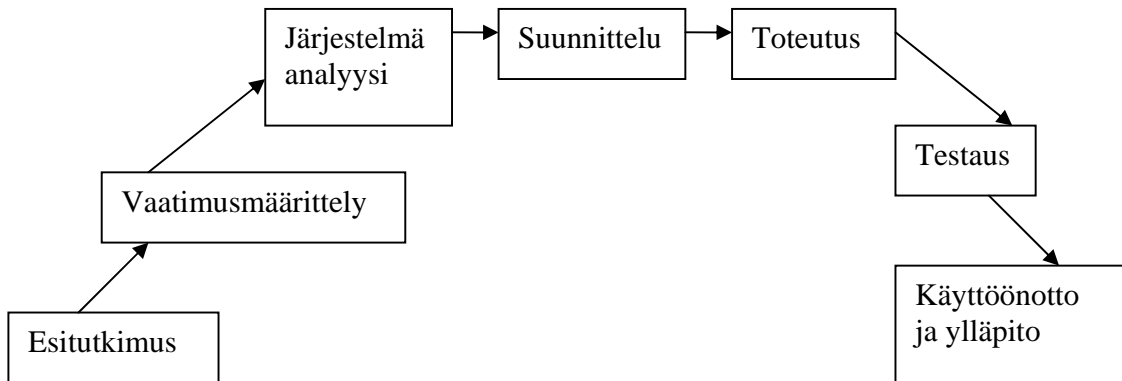 Esitutkimus
Vaatimusmäärittely
Järjestelmä
analyysi
Suunnittelu
Toteutus
Testaus
Käyttöönotto
ja ylläpito